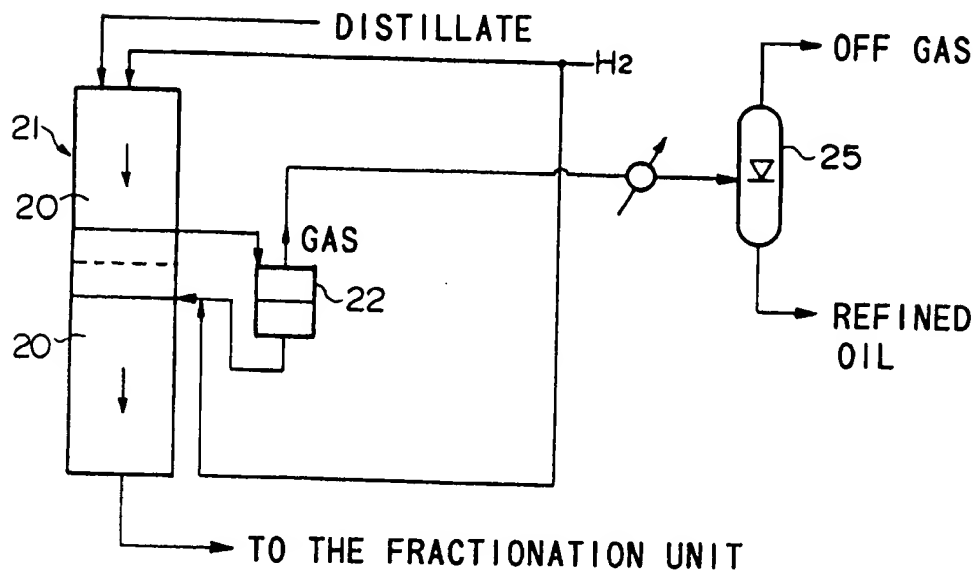 DISTILLATE
H2
OFF GAS
21
25
20
GAS
22
20
REFINED
OIL
TO THE FRACTIONATION UNIT